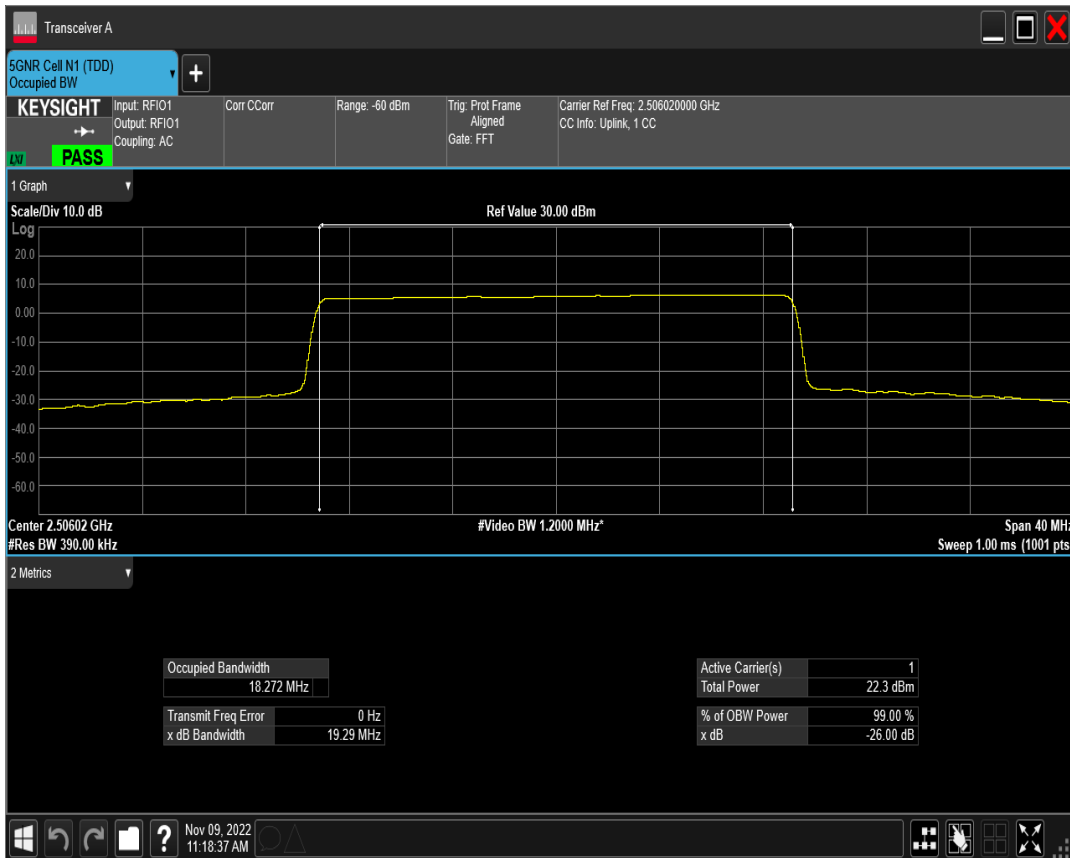 Transceiver A
5GNR Cell N1 (TDD)
Occupied BW
+
KEYSIGHT
LXI
PASS
Input: RFIO1
Output: RFIO1
Coupling: AC
Corr CCorr
Range: -60 dBm
Trig: Prot Frame
Aligned
Gate: FFT
Carrier Ref Freq: 2.506020000 GHz
CC Info: Uplink, 1 CC
1 Graph
Scale/Div 10.0 dB
Ref Value 30.00 dBm
Log
20.0
10.0
0.00
-10.0
-20.0
-30.0
-40.0
-50.0
-60.0
Center 2.50602 GHz
#Video BW 1.2000 MHz*
Span 40 MHz
#Res BW 390.00 kHz
Sweep 1.00 ms (1001 pts
2 Metrics
Occupied Bandwidth
18.272 MHz
Transmit Freq Error 0 Hz
x dB Bandwidth 19.29 MHz
Active Carrier(s) 1
Total Power 22.3 dBm
% of OBW Power 99.00 %
x dB -26.00 dB
?
Nov 09, 2022
11:18:37 AM